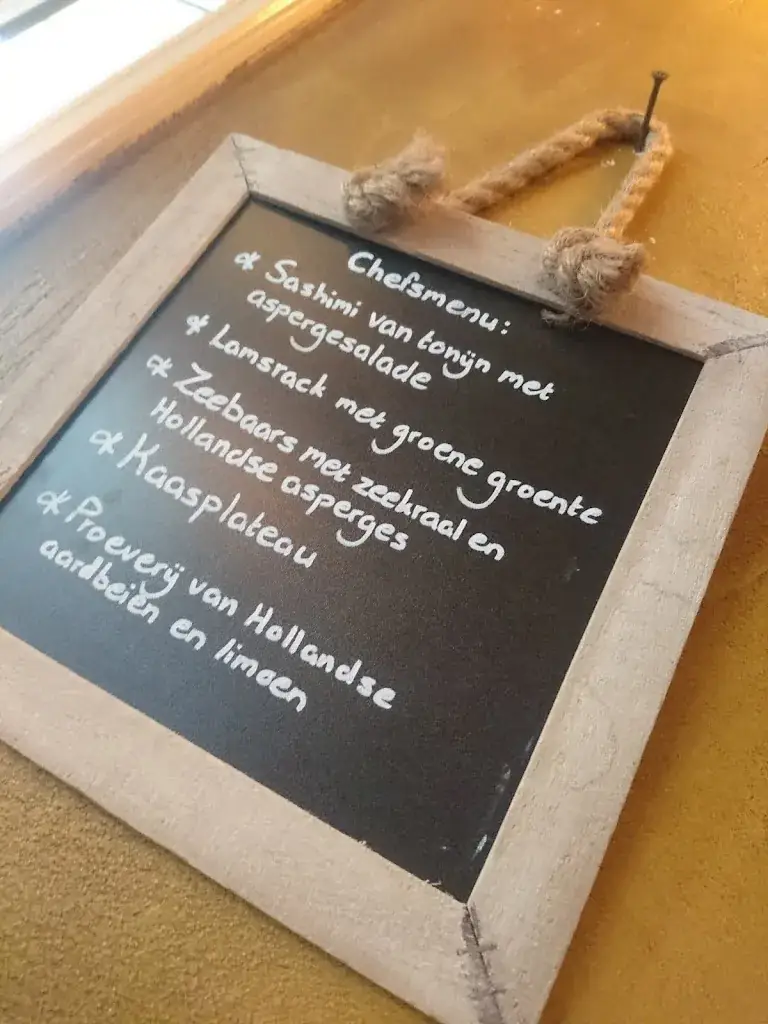 Chefsmenu:
* Sashimi van tonijn met
aspergesalade
* Lamsrack met groene groente
* Zeebaars met zeekraal en
Hollandse asperges
* Kaasplateau
* Proeverij van Hollandse
aardbeien en limoen